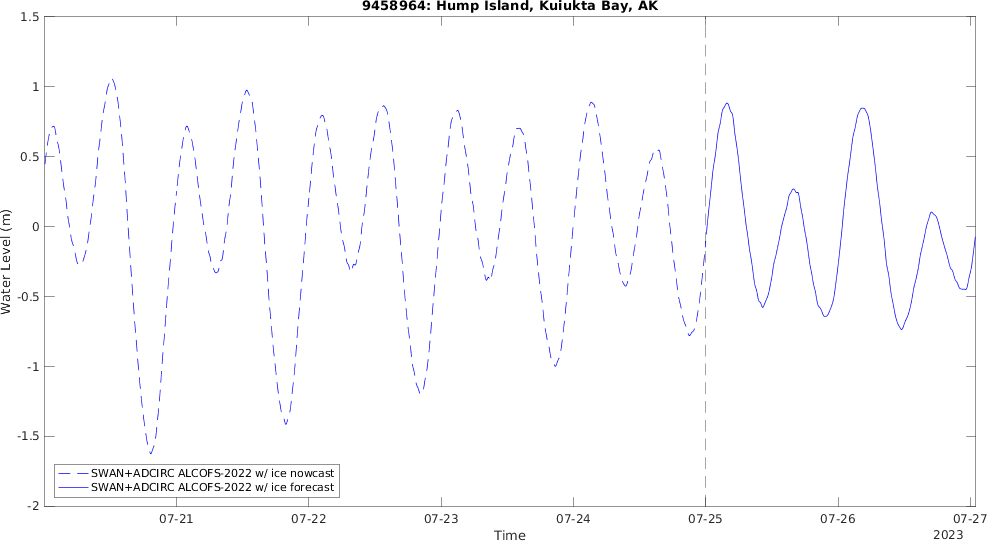 9458964: Hump Island, Kuiukta Bay, AK
1.5
1
0.5
0
-0.5
-1
-1.5
-2
Water Level (m)
SWAN+ADCIRC ALCOFS-2022 w/ ice nowcast
SWAN+ADCIRC ALCOFS-2022 w/ ice forecast
07-21 07-22 07-23 07-24 07-25 07-26 07-27
Time
2023